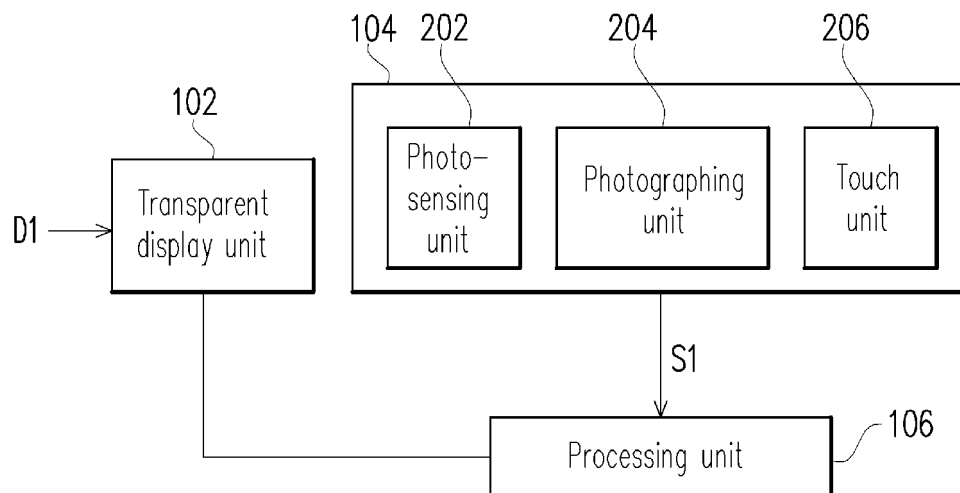 104
202
204
206
102
Photo-
sensing
unit
Photographing
unit
Touch
unit
Transparent
display unit
D1
S1
Processing unit
106